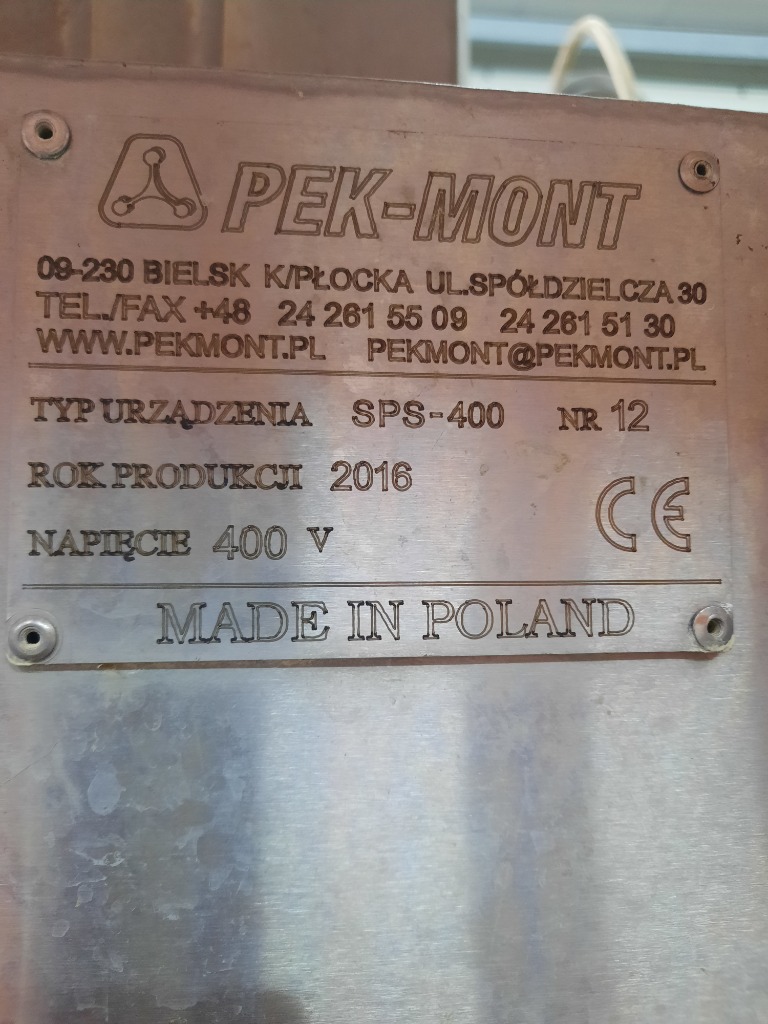 PEK-MONT
09-230 BIELSK K/PŁOCKA UL.SPÓŁDZIELCZA 30
TEL./FAX +48 24 261 55 09 24 261 51 30
WWW.PEKMONT.PL PEKMONT@PEKMONT.PL
TYP URZĄDZENIA SPS-400 NR 12
ROK PRODUKCJI 2016
NAPIĘCIE 400 V
CE
MADE IN POLAND